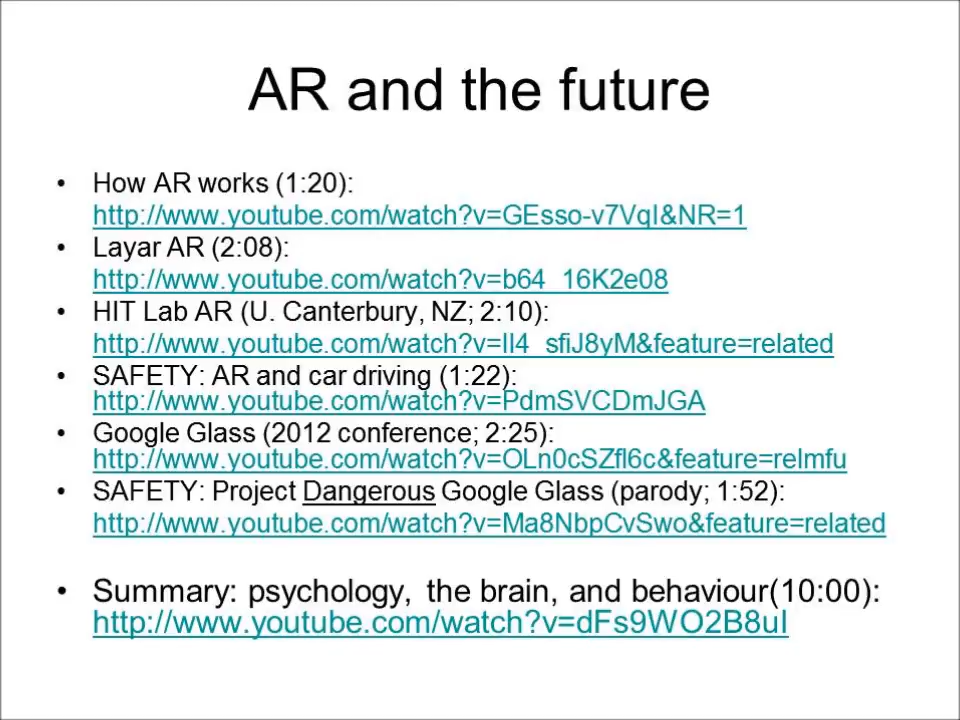 AR and the future
• How AR works (1:20):
http://www.youtube.com/watch?v=GEsso-v7VqI&NR=1
• Layar AR (2:08):
http://www.youtube.com/watch?v=b64_16K2e08
• HIT Lab AR (U. Canterbury, NZ; 2:10):
http://www.youtube.com/watch?v=II4_sfiJ8yM&feature=related
• SAFETY: AR and car driving (1:22):
http://www.youtube.com/watch?v=PdmSVCDmJGA
• Google Glass (2012 conference; 2:25):
http://www.youtube.com/watch?v=OLn0cSZfl6c&feature=relmfu
• SAFETY: Project Dangerous Google Glass (parody; 1:52):
http://www.youtube.com/watch?v=Ma8NbpCvSwo&feature=related
• Summary: psychology, the brain, and behaviour(10:00):
http://www.youtube.com/watch?v=dFs9WO2B8uI